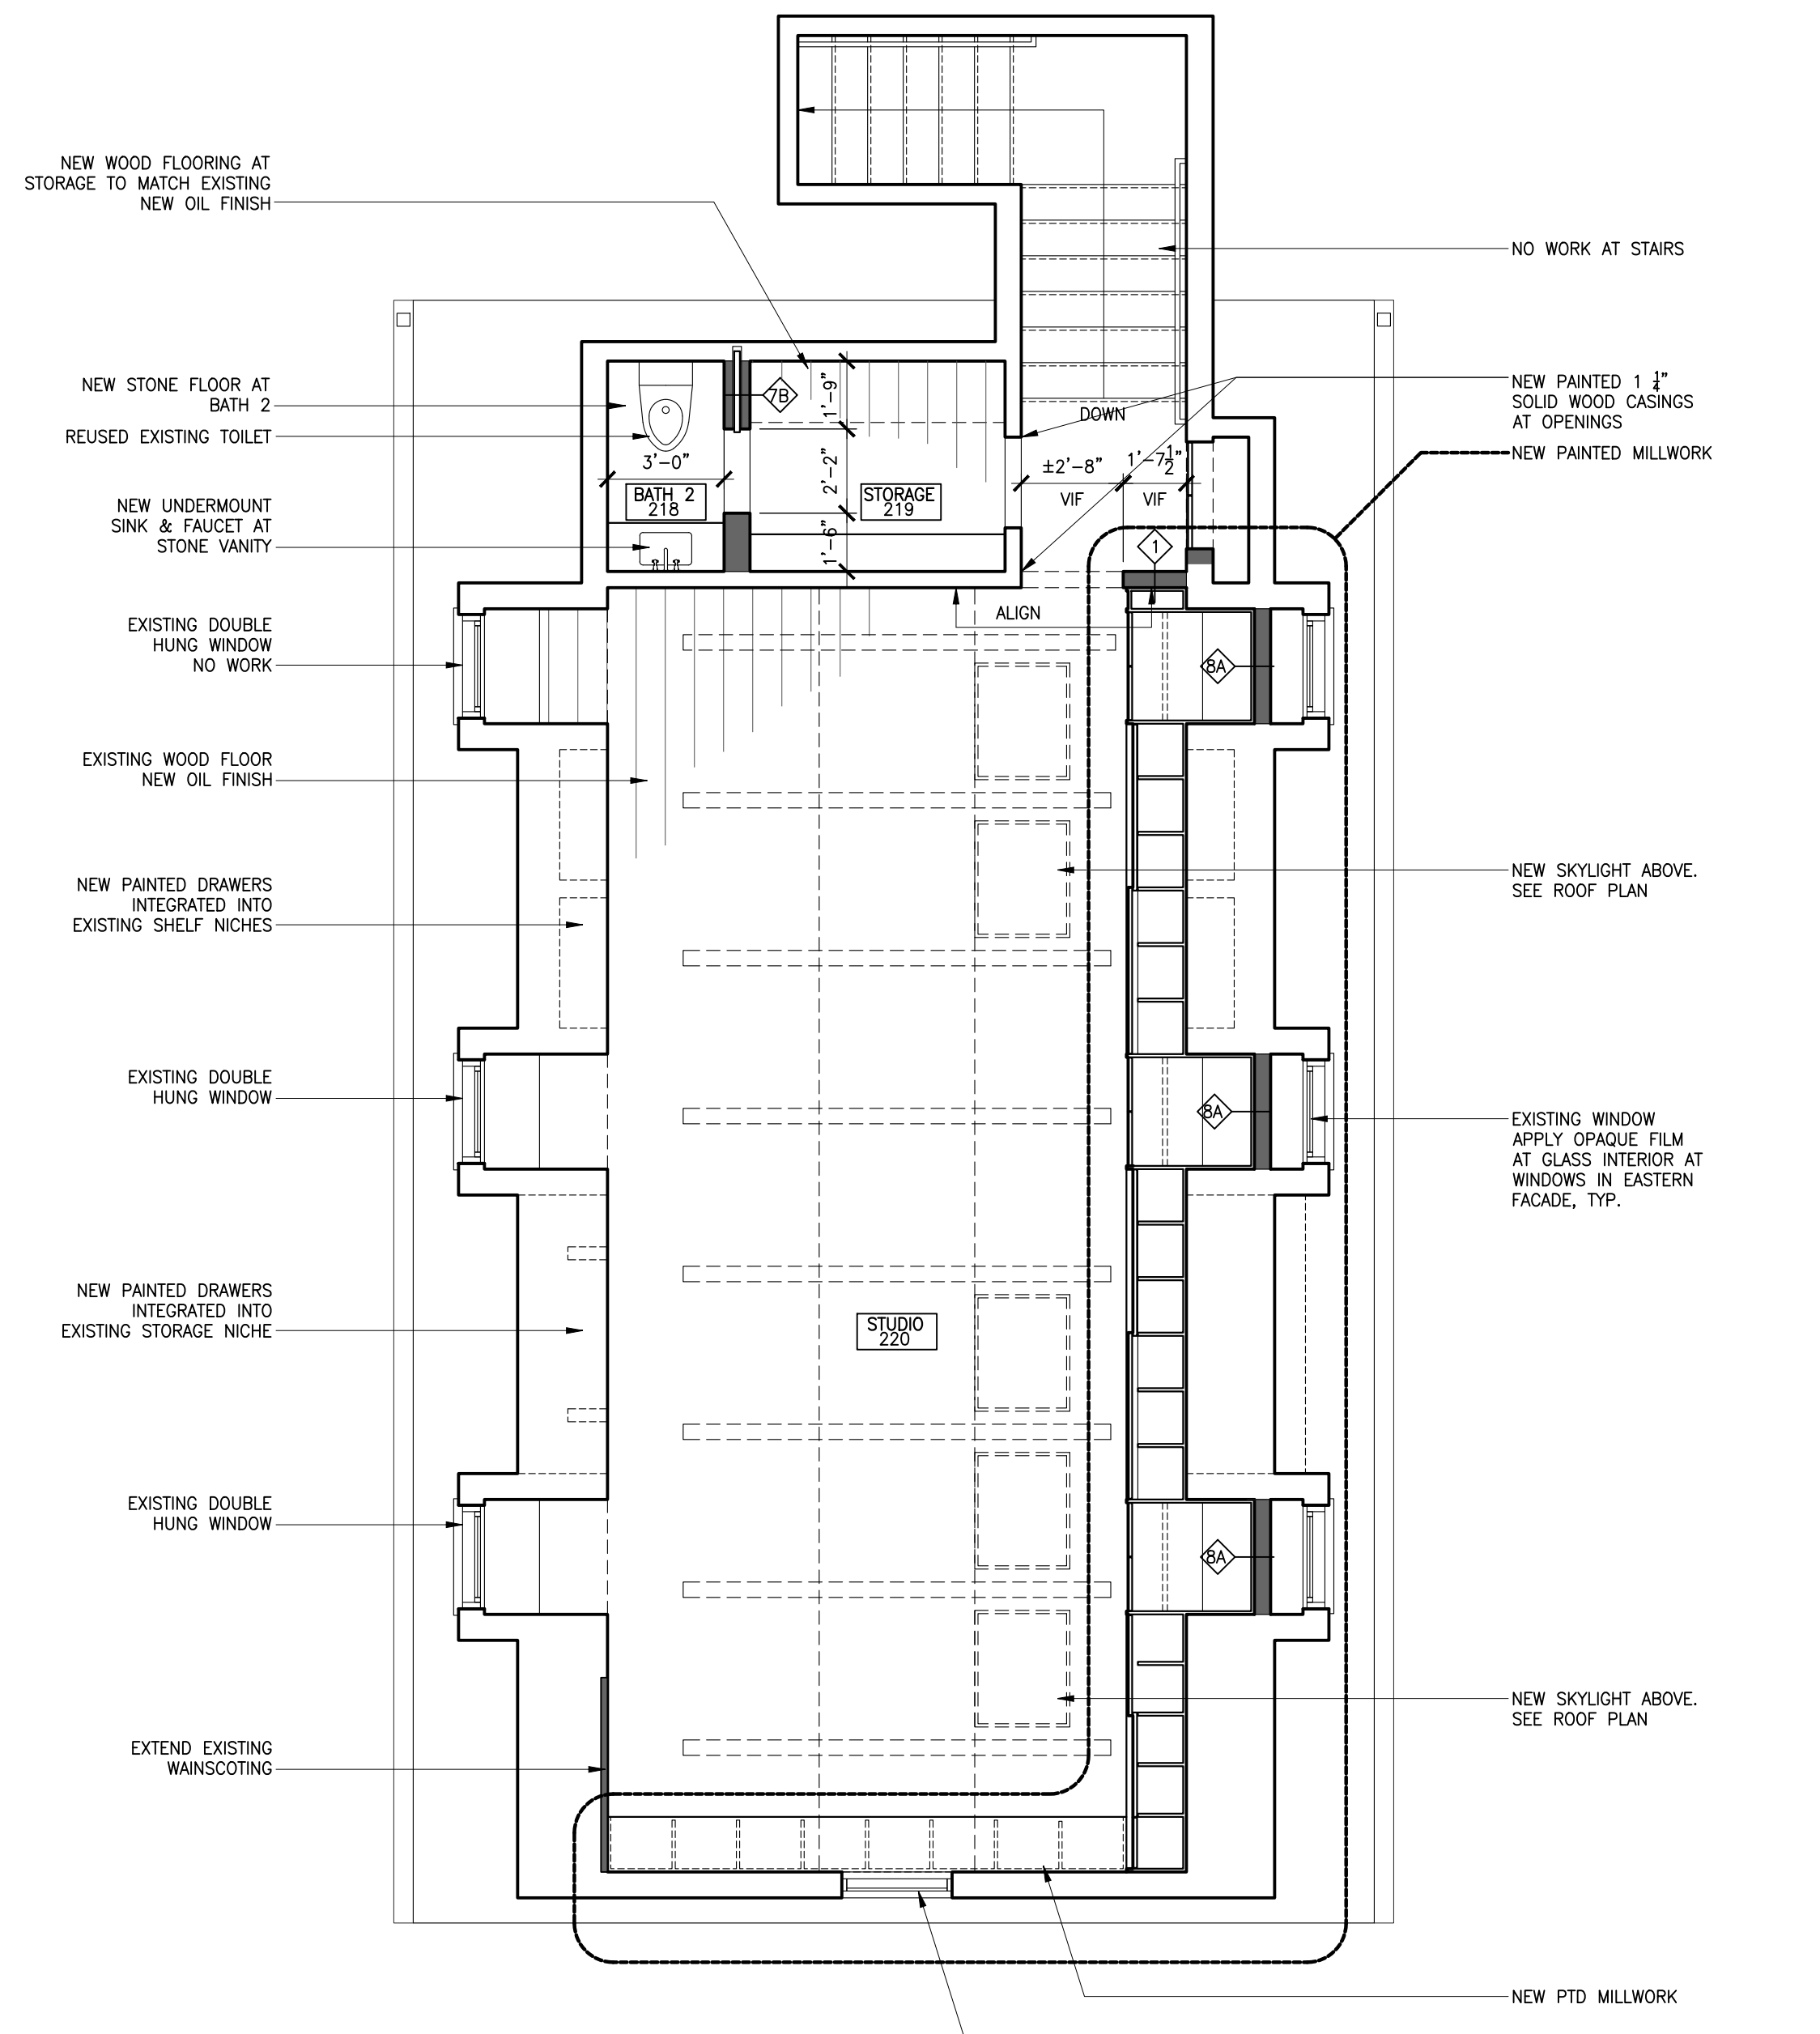 NEW WOOD FLOORING AT
STORAGE TO MATCH EXISTING
NEW OIL FINISH
NEW STONE FLOOR AT
BATH 2
REUSED EXISTING TOILET
NEW UNDERMOUNT
SINK & FAUCET AT
STONE VANITY
EXISTING DOUBLE
HUNG WINDOW
NO WORK
EXISTING WOOD FLOOR
NEW OIL FINISH
NEW PAINTED DRAWERS
INTEGRATED INTO
EXISTING SHELF NICHES
EXISTING DOUBLE
HUNG WINDOW
NEW PAINTED DRAWERS
INTEGRATED INTO
EXISTING STORAGE NICHE
EXISTING DOUBLE
HUNG WINDOW
EXTEND EXISTING
WAINSCOTING
7B
1'-9"
DOWN
3'-0"
2'-2"
±2'-8"
1'-7 1/2"
VIF
VIF
BATH 2
218
STORAGE
219
1'-6"
1
ALIGN
8A
8A
STUDIO
220
8A
NO WORK AT STAIRS
NEW PAINTED 1 1/4"
SOLID WOOD CASINGS
AT OPENINGS
NEW PAINTED MILLWORK
NEW SKYLIGHT ABOVE.
SEE ROOF PLAN
EXISTING WINDOW
APPLY OPAQUE FILM
AT GLASS INTERIOR AT
WINDOWS IN EASTERN
FACADE, TYP.
NEW SKYLIGHT ABOVE.
SEE ROOF PLAN
NEW PTD MILLWORK